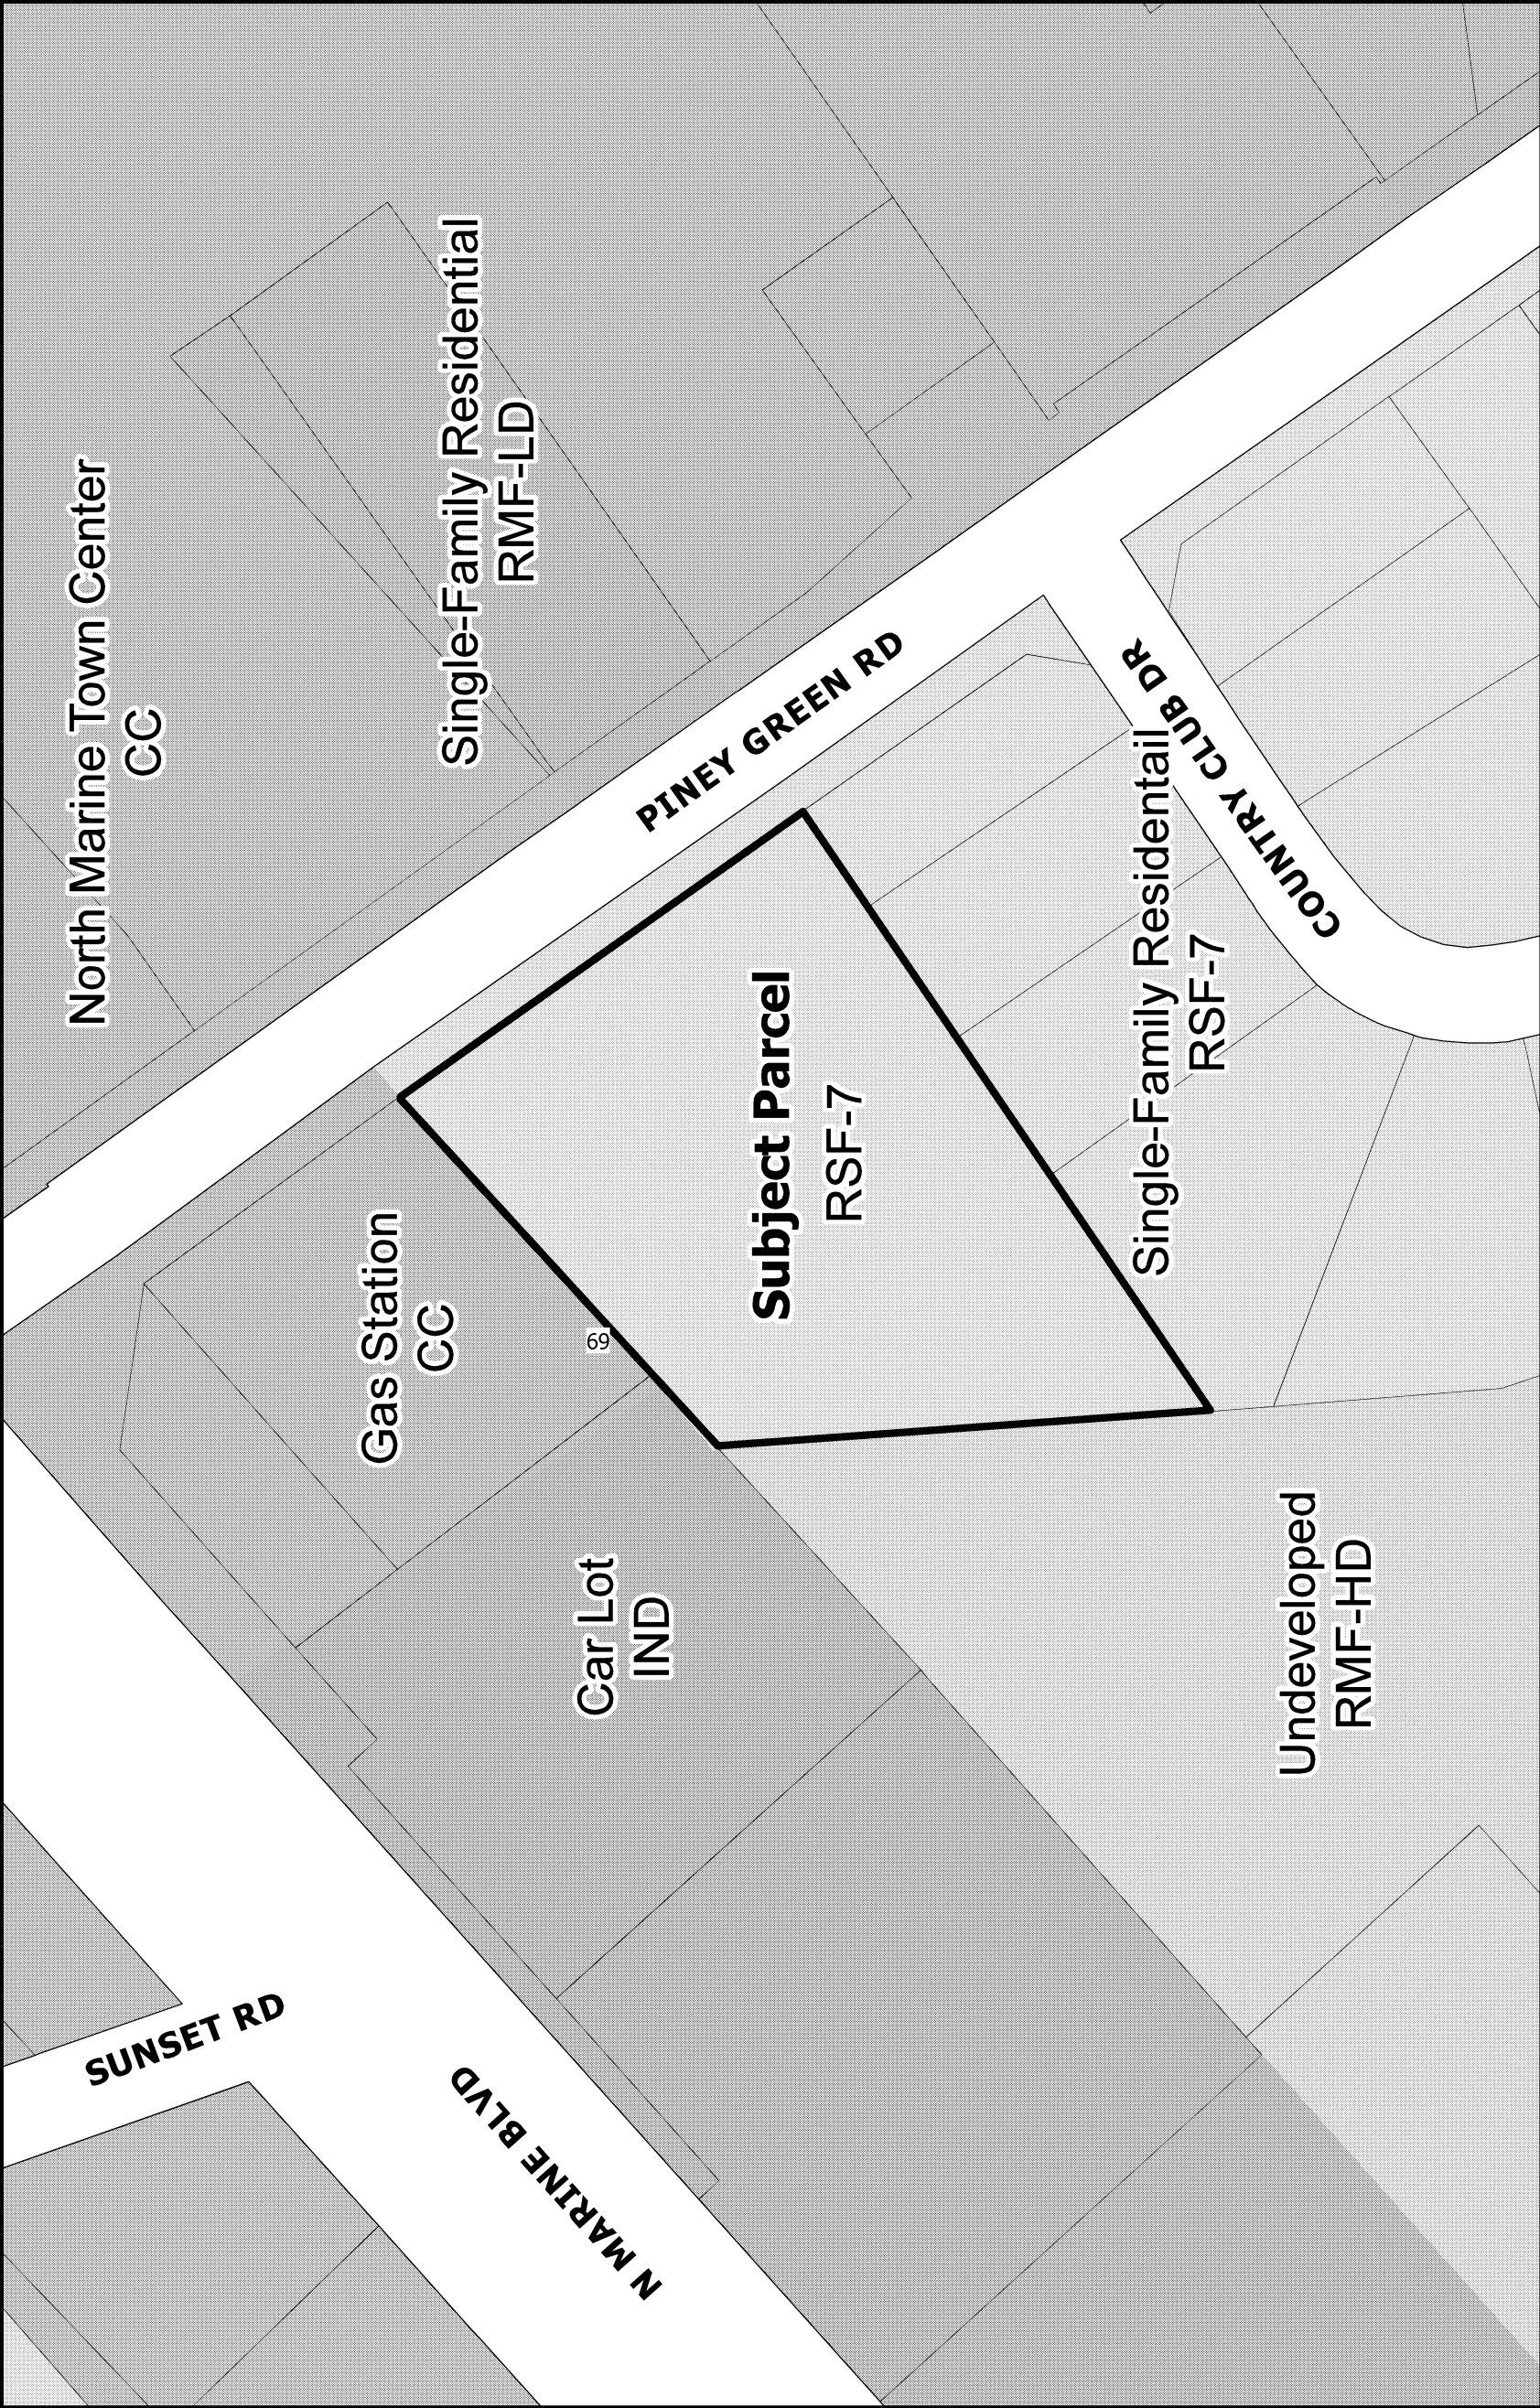 North Marine Town Center
CC
Single-Family Residential
RMF-LD
PINEY GREEN RD
COUNTRY CLUB DR
Gas Station
CC
69
Subject Parcel
RSF-7
Single-Family Residentail
RSF-7
Car Lot
IND
Undeveloped
RMF-HD
SUNSET RD
N MARINE BLVD